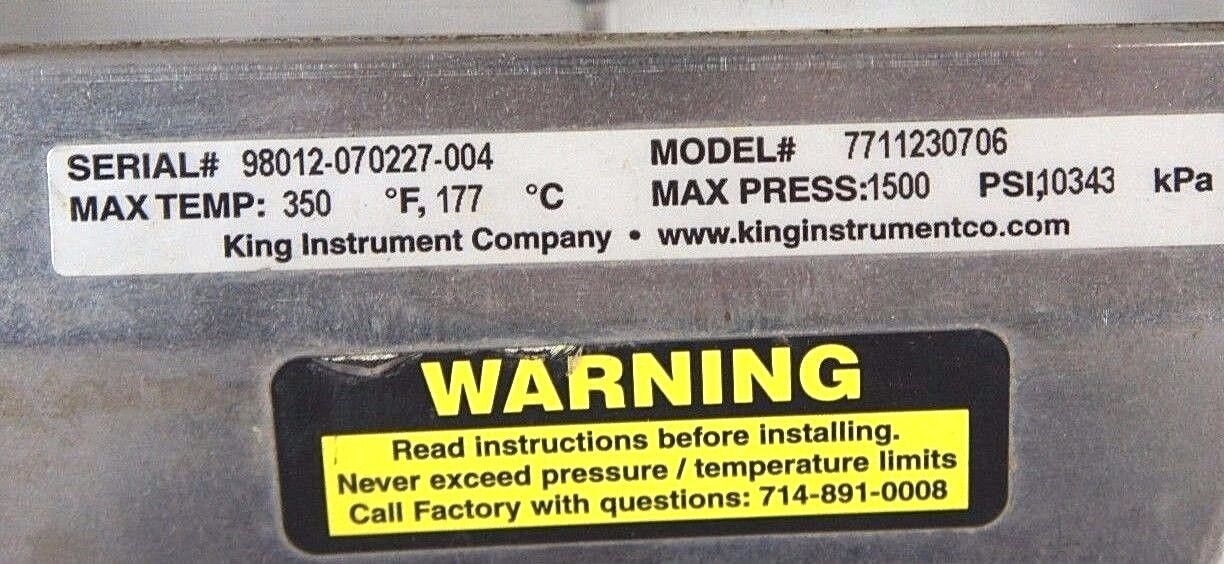 SERIAL# 98012-070227-004 MODEL# 7711230706
MAX TEMP: 350 °F, 177 °C MAX PRESS:1500 PSI,10343 kPa
King Instrument Company • www.kinginstrumentco.com
WARNING
Read instructions before installing.
Never exceed pressure / temperature limits
Call Factory with questions: 714-891-0008